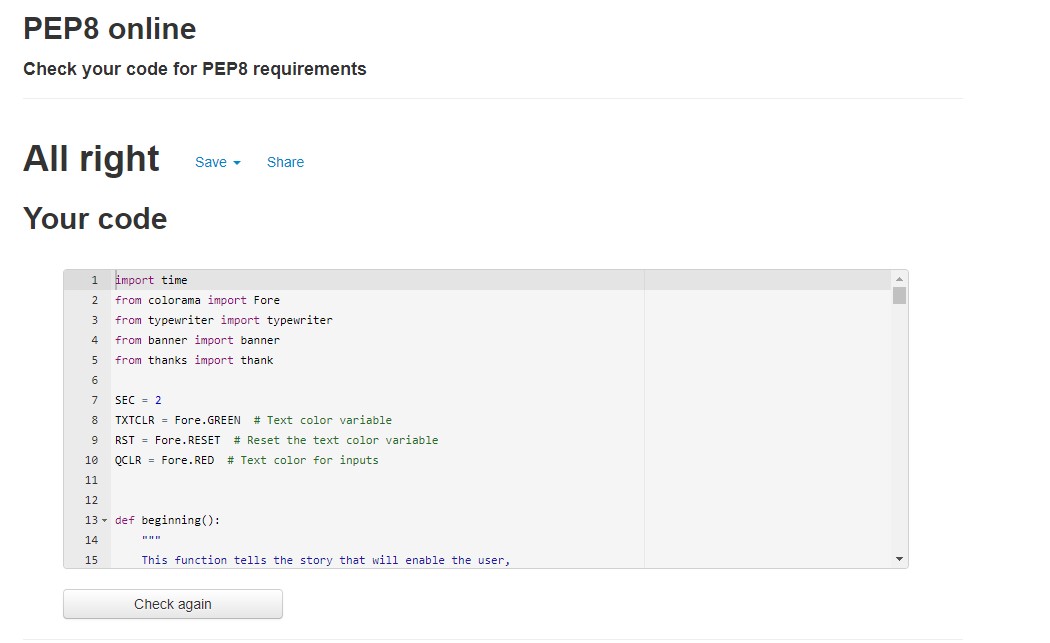 PEP8 online
Check your code for PEP8 requirements
All right Save Share
Your code
1 import time
2 from colorama import Fore
3 from typewriter import typewriter
4 from banner import banner
5 from thanks import thank
6
7 SEC = 2
8 TXTCLR = Fore.GREEN  # Text color variable
9 RST = Fore.RESET  # Reset the text color variable
10 QCLR = Fore.RED  # Text color for inputs
11
12
13 def beginning():
14     """
15     This function tells the story that will enable the user,
Check again